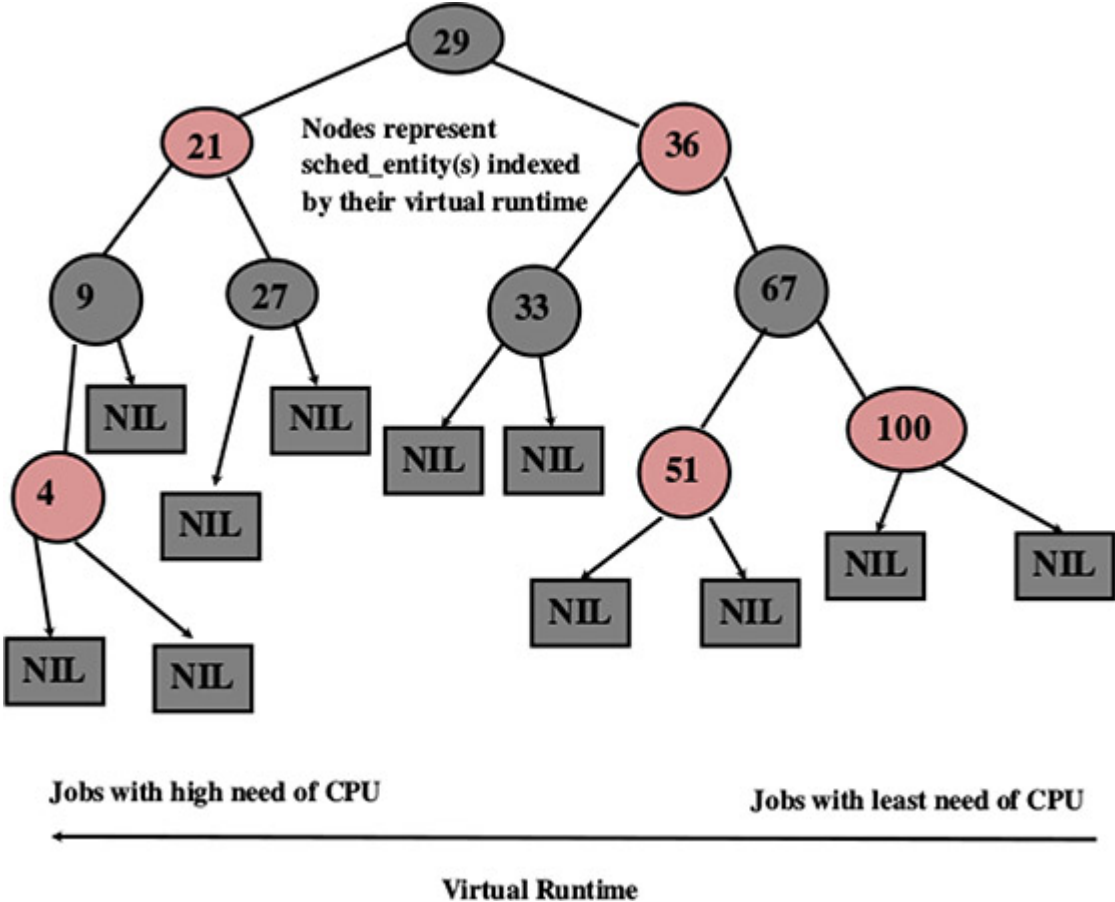 29
21
Nodes represent
sched_entity(s) indexed
by their virtual runtime
36
9
27
33
67
NIL
NIL
NIL
NIL
100
4
51
NIL
NIL
NIL
NIL
NIL
NIL
NIL
Jobs with high need of CPU
Jobs with least need of CPU
Virtual Runtime